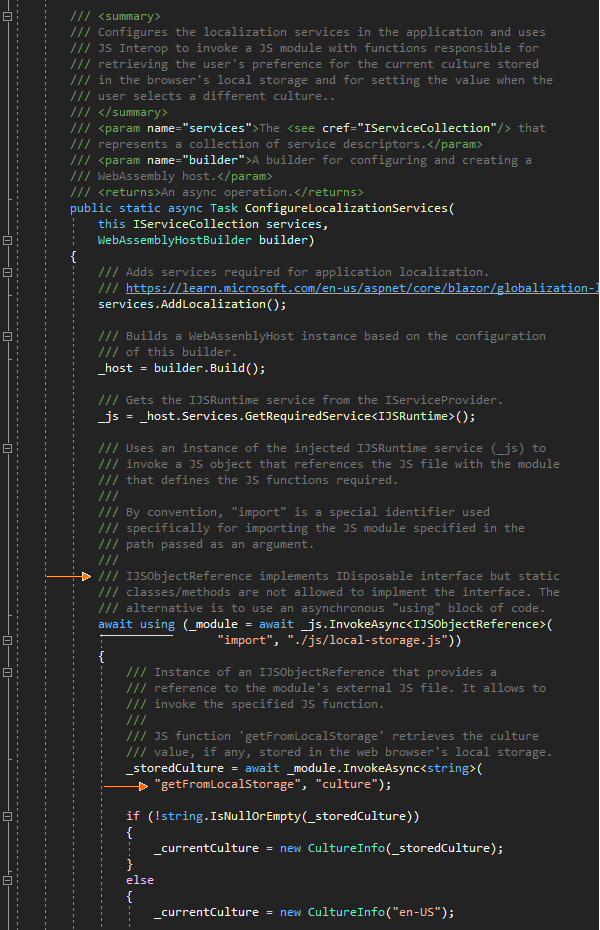 /// <summary>
/// Configures the localization services in the application and uses
/// JS Interop to invoke a JS module with functions responsible for
/// retrieving the user's preference for the current culture stored
/// in the browser's local storage and for setting the value when the
/// user selects a different culture..
/// </summary>
/// <param name="services">The <see cref="IServiceCollection"/> that
/// represents a collection of service descriptors.</param>
/// <param name="builder">A builder for configuring and creating a
/// WebAssembly host.</param>
/// <returns>An async operation.</returns>
public static async Task ConfigureLocalizationServices(
this IServiceCollection services,
WebAssemblyHostBuilder builder)
{
/// Adds services required for application localization.
/// https://learn.microsoft.com/en-us/aspnet/core/blazor/globalization-l
services.AddLocalization();
/// Builds a WebAssenblyHost instance based on the configuration
/// of this builder.
_host = builder.Build();
/// Gets the IJSRuntime service from the IServiceProvider.
_js = _host.Services.GetRequiredService<IJSRuntime>();
/// Uses an instance of the injected IJSRuntime service (_js) to
/// invoke a JS object that references the JS file with the module
/// that defines the JS functions required.
///
/// By convention, "import" is a special identifier used
/// specifically for importing the JS module specified in the
/// path passed as an argument.
///
/// IJSObjectReference implements IDisposable interface but static
/// classes/methods are not allowed to implment the interface. The
/// alternative is to use an asynchronous "using" block of code.
await using (_module = await _js.InvokeAsync<IJSObjectReference>(
"import", "./js/local-storage.js"))
{
/// Instance of an IJSObjectReference that provides a
/// reference to the module's external JS file. It allows to
/// invoke the specified JS function.
///
/// JS function 'getFromLocalStorage' retrieves the culture
/// value, if any, stored in the web browser's local storage.
_storedCulture = await _module.InvokeAsync<string>(
"getFromLocalStorage", "culture");
if (!string.IsNullOrEmpty(_storedCulture))
{
_currentCulture = new CultureInfo(_storedCulture);
}
else
{
_currentCulture = new CultureInfo("en-US");